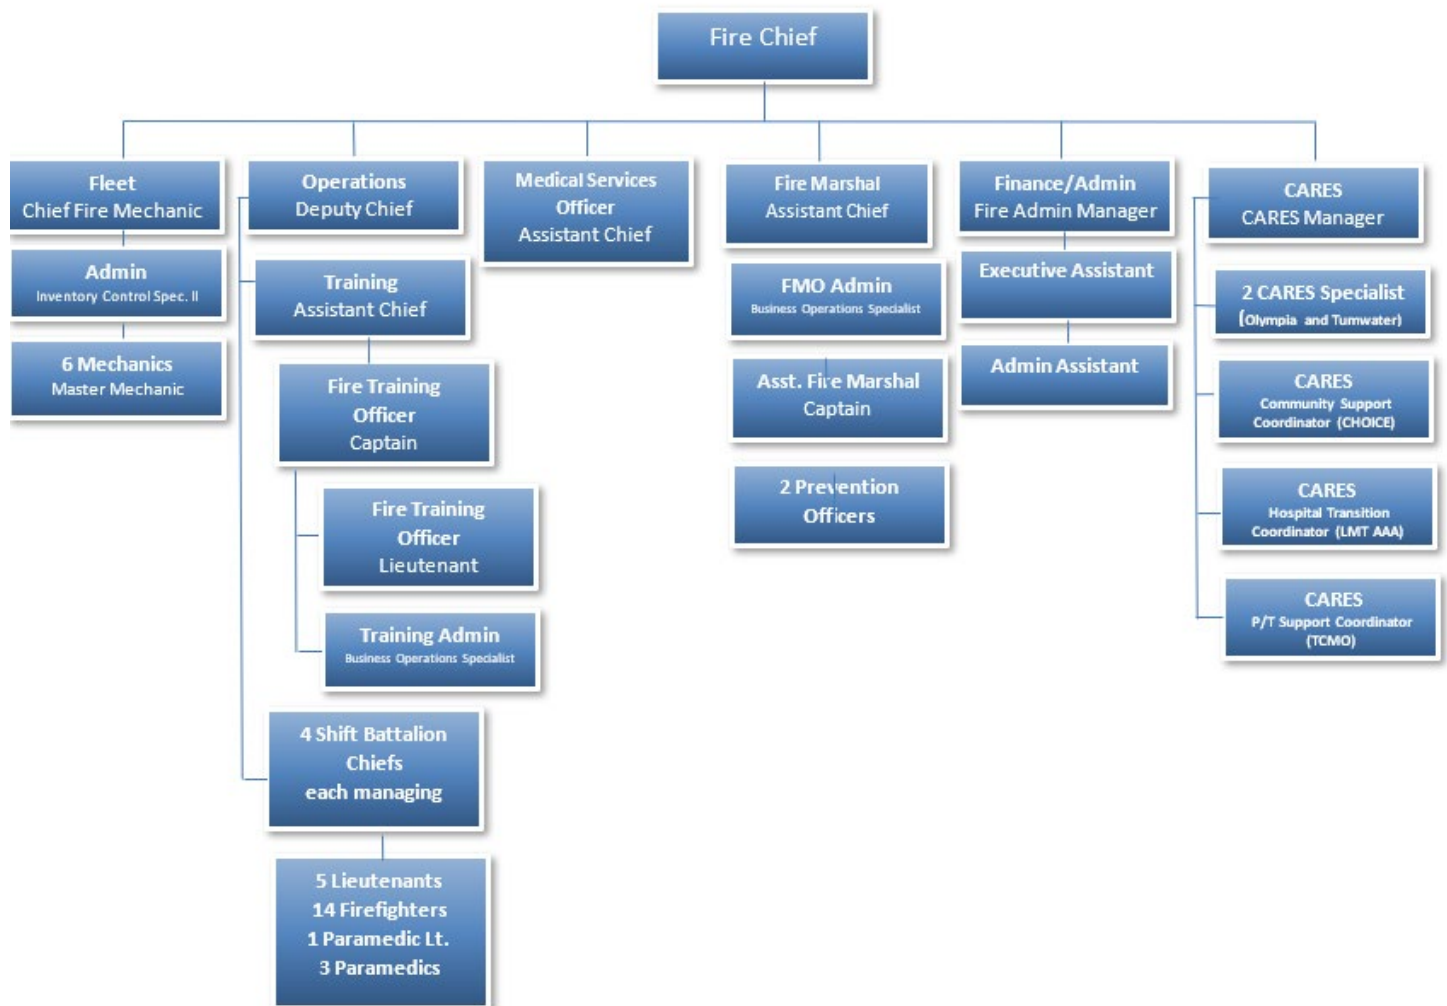 Fire Chief
Fleet
Chief Fire Mechanic
Admin
Inventory Control Spec. II
6 Mechanics
Master Mechanic
Operations
Deputy Chief
Training
Assistant Chief
Fire Training
Officer
Captain
Fire Training
Officer
Lieutenant
Training Admin
Business Operations Specialist
4 Shift Battalion
Chiefs
each managing
5 Lieutenants
14 Firefighters
1 Paramedic Lt.
3 Paramedics
Medical Services
Officer
Assistant Chief
Fire Marshal
Assistant Chief
FMO Admin
Business Operations Specialist
Asst. Fire Marshal
Captain
2 Prevention
Officers
Finance/Admin
Fire Admin Manager
Executive Assistant
Admin Assistant
CARES
CARES Manager
2 CARES Specialist
(Olympia and Tumwater)
CARES
Community Support
Coordinator (CHOICE)
CARES
Hospital Transition
Coordinator (LMT AAA)
CARES
P/T Support Coordinator
(TCMO)